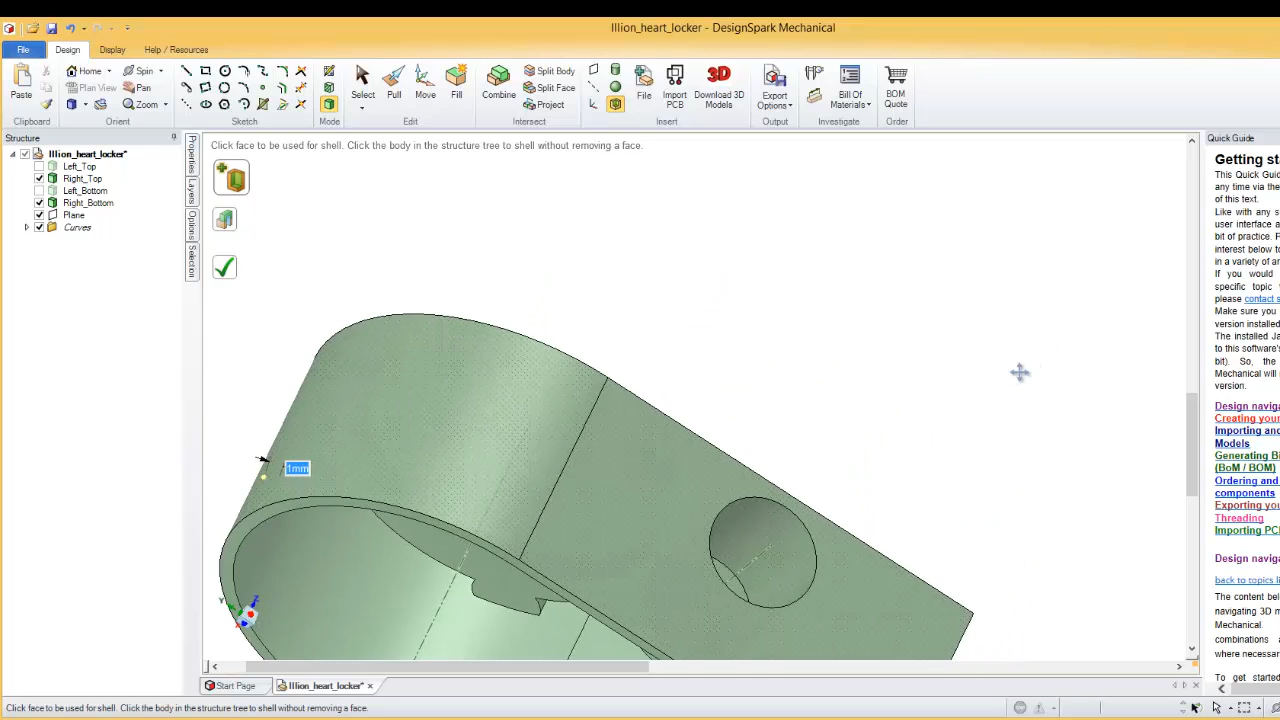 Illion_heart_locker - DesignSpark Mechanical
File
Design
Display
Help / Resources
Paste
Home
Spin
Plan View
Pan
Zoom
Select
Pull
Move
Fill
Combine
Split Body
Split Face
Project
File
Import PCB
Download 3D Models
Export Options
Bill Of Materials
BOM Quote
Clipboard
Orient
Sketch
Mode
Edit
Intersect
Insert
Output
Investigate
Order
Structure
Illion_heart_locker*
Left_Top
Right_Top
Left_Bottom
Right_Bottom
Plane
Curves
Properties
Layers
Options
Selection
Click face to be used for shell. Click the body in the structure tree to shell without removing a face.
1mm
Y
Z
Quick Guide
Getting sta
This Quick Guid
any time via the
of this text.
Like with any s
user interface a
bit of practice. F
interest below to
in a variety of ar
If you would
specific topic
please contact s
Make sure you
version installed
The installed Ja
to this software's
bit). So, the
Mechanical will
version.
Design naviga
Creating your
Importing and
Models
Generating Bi
(BoM / BOM)
Ordering and
components
Exporting you
Threading
Importing PC
Design naviga
back to topics li
The content belo
navigating 3D m
Mechanical.
combinations a
where necessar
To get started
Start Page
Illion_heart_locker*
Click face to be used for shell. Click the body in the structure tree to shell without removing a face.